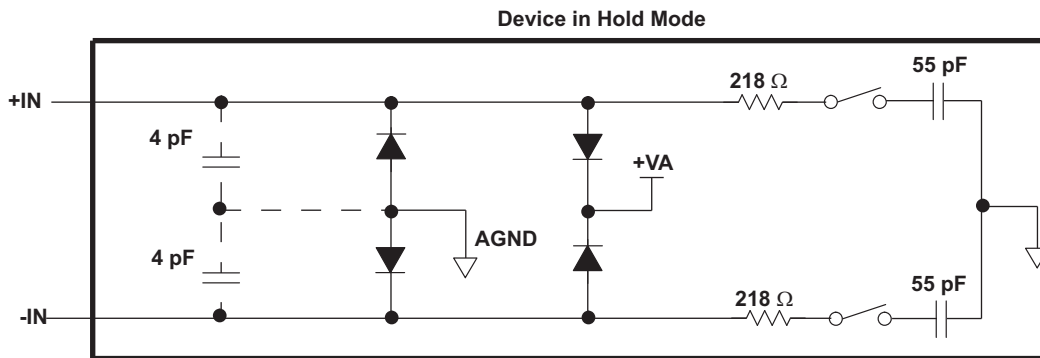 Device in Hold Mode
55 pF
218 Ω
+IN
4 pF
+VA
AGND
4 pF
55 pF
218 Ω
-IN